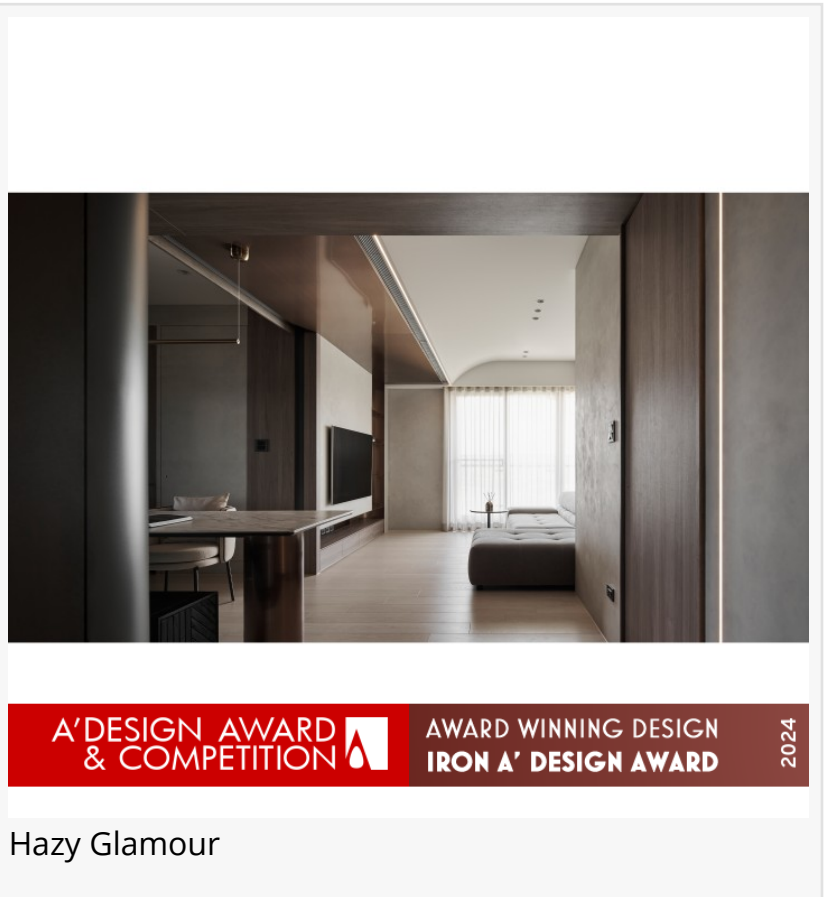 A'DESIGN AWARD
& COMPETITION
AWARD WINNING DESIGN
IRON A' DESIGN AWARD
2024
Hazy Glamour